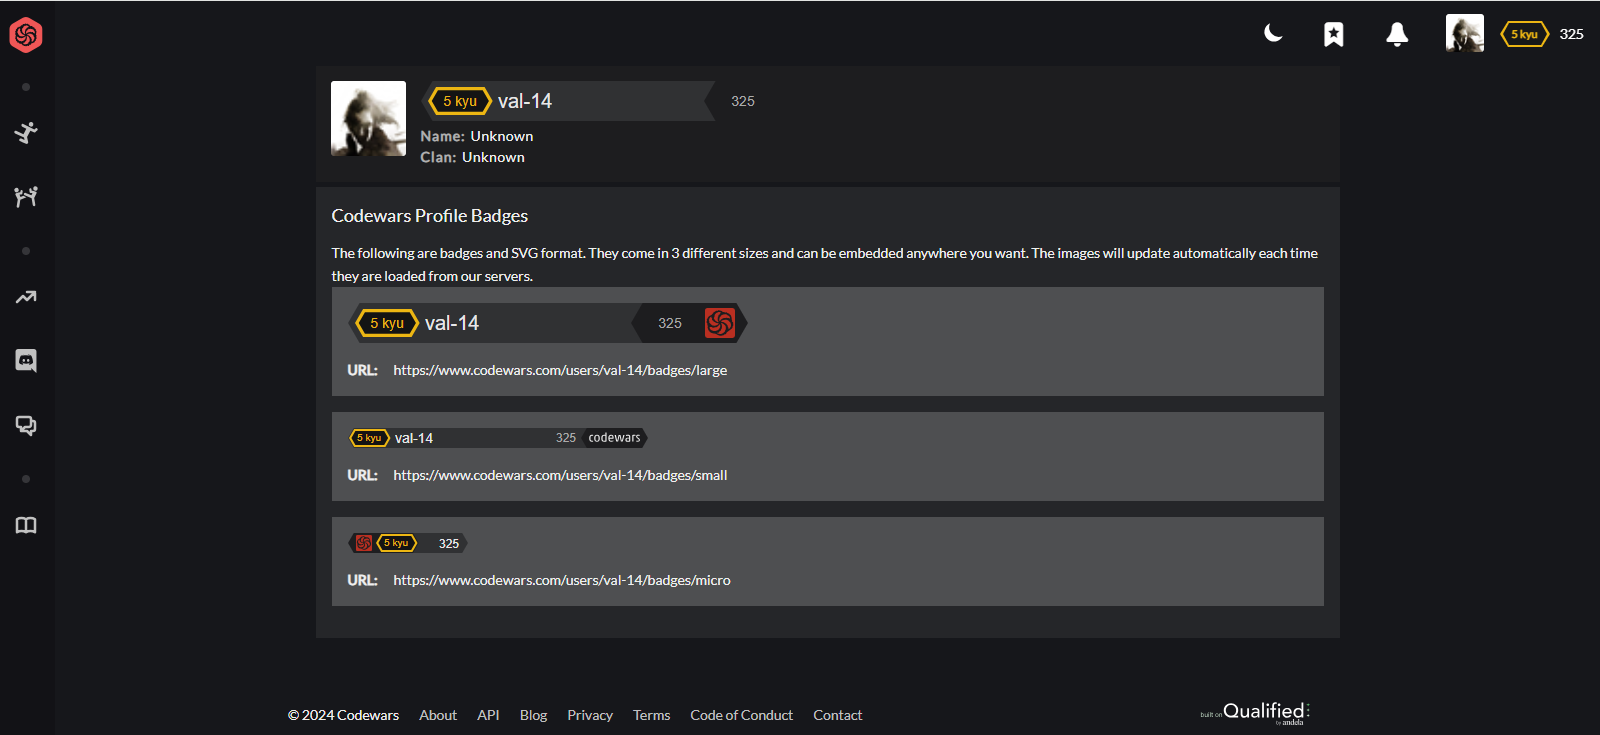 5 kyu 325
5 kyu val-14 325
Name: Unknown
Clan: Unknown
Codewars Profile Badges
The following are badges and SVG format. They come in 3 different sizes and can be embedded anywhere you want. The images will update automatically each time
they are loaded from our servers.
5 kyu val-14 325
URL: https://www.codewars.com/users/val-14/badges/large
5 kyu val-14 325 codewars
URL: https://www.codewars.com/users/val-14/badges/small
5 kyu 325
URL: https://www.codewars.com/users/val-14/badges/micro
© 2024 Codewars About API Blog Privacy Terms Code of Conduct Contact built on Qualified
by andela